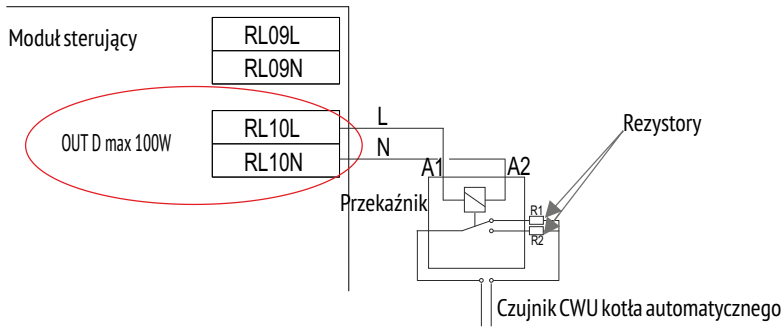 Moduł sterujący
RL09L
RL09N
OUT D max 100W
RL10L
RL10N
L
N
A1
A2
Rezystory
Przekaźnik
R1
R2
Czujnik CWU kotła automatycznego